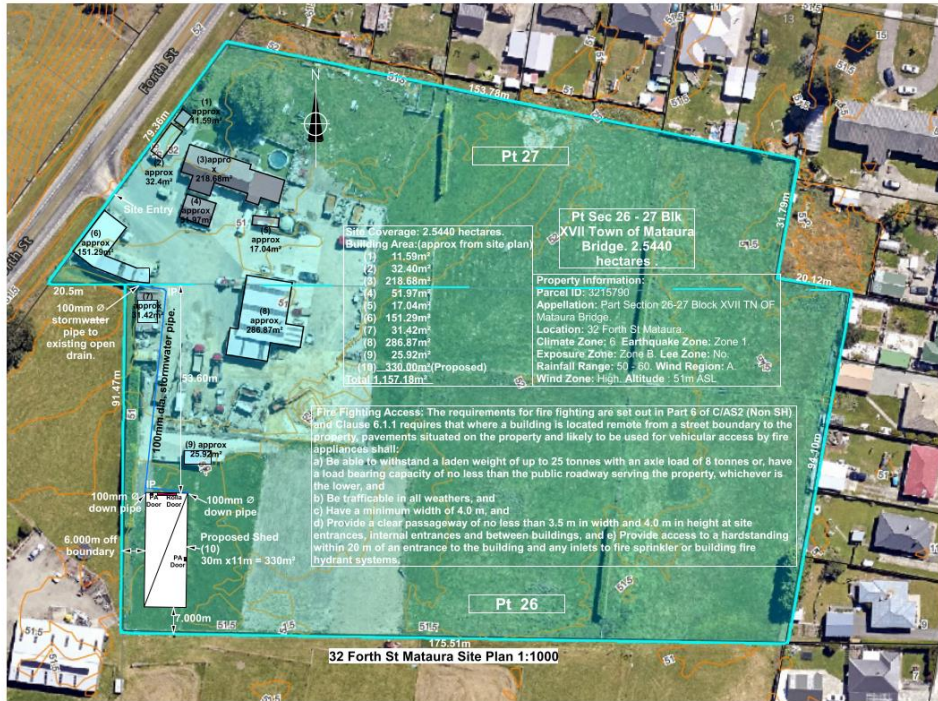 Forth St
Forth St
N
79.36m
153.78m
31.79m
20.12m
94.10m
175.51m
91.47m
20.5m
53.60m
(1)
approx
11.59m²
approx
32.4m²
(3)appro
x
218.68m²
(4)
approx
51.97m²
(5)
17.04m²
Site Entry
(6)
approx
151.29m²
(7)
approx
31.42m²
(8)
approx
286.87m²
(9) approx
25.92m²
Pt 27
Pt Sec 26 - 27 Blk
XVII Town of Mataura
Bridge. 2.5440
hectares .
Site Coverage: 2.5440 hectares.
Building Area:(approx from site plan)
(1) 11.59m²
(2) 32.40m²
(3) 218.68m²
(4) 51.97m²
(5) 17.04m²
(6) 151.29m²
(7) 31.42m²
(8) 286.87m²
(9) 25.92m²
(10) 330.00m²(Proposed)
Total 1,157.18m²
Property Information:
Parcel ID: 3215790
Appellation: Part Section 26-27 Block XVII TN OF
Mataura Bridge.
Location: 32 Forth St Mataura.
Climate Zone: 6 Earthquake Zone: Zone 1
Exposure Zone: Zone B. Lee Zone: No.
Rainfall Range: 50 - 60. Wind Region: A
Wind Zone: High. Altitude : 51m ASL
100mm Ø
stormwater
pipe to
existing open
drain.
IP
100mm dia. stormwater pipe.
Fire Fighting Access: The requirements for fire fighting are set out in Part 6 of C/AS2 (Non SH)
and Clause 6.1.1 requires that where a building is located remote from a street boundary to the
property, pavements situated on the property and likely to be used for vehicular access by fire
appliances shall:
a) Be able to withstand a laden weight of up to 25 tonnes with an axle load of 8 tonnes or, have
a load bearing capacity of no less than the public roadway serving the property, whichever is
the lower, and
b) Be trafficable in all weathers, and
c) Have a minimum width of 4.0 m, and
d) Provide a clear passageway of no less than 3.5 m in width and 4.0 m in height at site
entrances, internal entrances and between buildings, and e) Provide access to a hardstanding
within 20 m of an entrance to the building and any inlets to fire sprinkler or building fire
hydrant systems.
IP
100mm Ø
down pipe
PA
Door
Rolla
Door
100mm Ø
down pipe
6.000m off
boundary
Proposed Shed
(10)
30m x11m = 330m²
PA
Door
7.000m
Pt 26
32 Forth St Mataura Site Plan 1:1000